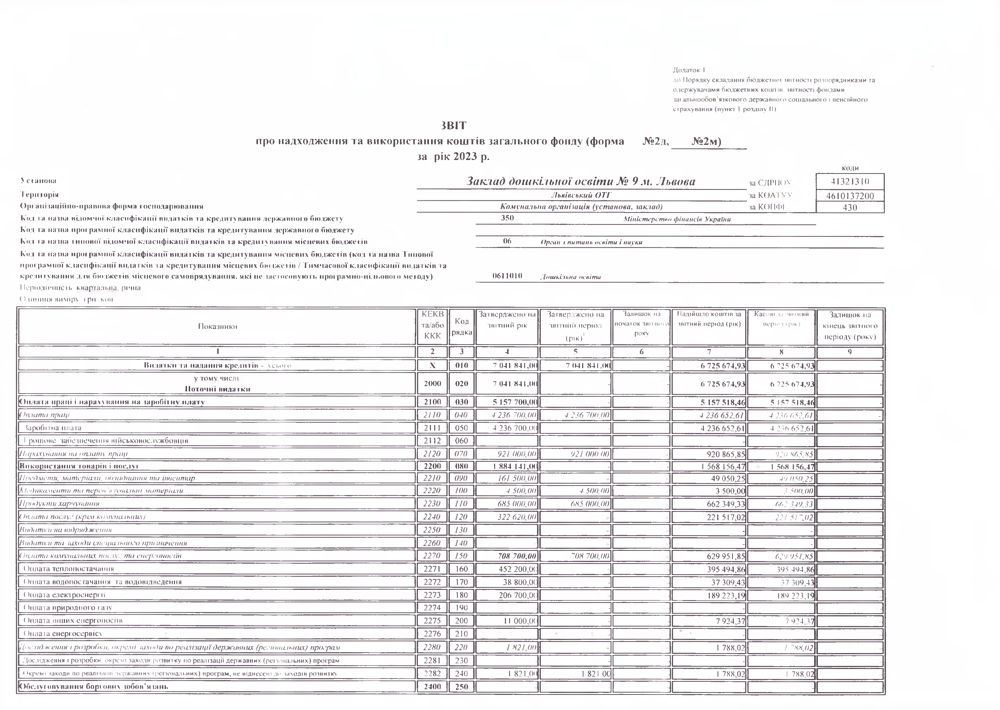 Додаток 1
до Порядку складання бюджетної звітності розпорядниками та
одержувачами бюджетних коштів, звітності фондами
загальнообов'язкового державного соціального і пенсійного
страхування (пункт 1 розділу II)
ЗВІТ
про надходження та використання коштів загального фонду (форма №2д, №2м)
за рік 2023 р.
коди
Установа Заклад дошкільної освіти № 9 м. Львова за ЄДРПОУ 41321310
Територія Львівський ОТГ за КОАТУУ 4610137200
Організаційно-правова форма господарювання Комунальна організація (установа, заклад) за КОПФГ 430
Код та назва відомчої класифікації видатків та кредитування державного бюджету 350 Міністерство фінансів України
Код та назва програмної класифікації видатків та кредитування державного бюджету
Код та назва типової відомчої класифікації видатків та кредитування місцевих бюджетів 06 Орган з питань освіти і науки
Код та назва програмної класифікації видатків та кредитування місцевих бюджетів (код та назва Типової
програмної класифікації видатків та кредитування місцевих бюджетів / Тимчасової класифікації видатків та
кредитування для бюджетів місцевого самоврядування, які не застосовують програмно-цільового методу) 0611010 Дошкільна освіта
Періодичність квартальна, річна
Одиниця виміру грн коп
Показники КЕКВ та/або ККК Код рядка Затверджено на звітний рік Затверджено на звітний період (рік)1 Залишок на початок звітного року Надійшло коштів за звітний період (рік) Касові за звітний період (рік) Залишок на кінець звітного періоду (року)
1 2 3 4 5 6 7 8 9
Видатки та надання кредитів - усього X 010 7 041 841,00 7 041 841,00 - 6 725 674,93 6 725 674,93 -
у тому числі
Поточні видатки 2000 020 7 041 841,00 - - 6 725 674,93 6 725 674,93 -
Оплата праці і нарахування на заробітну плату 2100 030 5 157 700,00 - - 5 157 518,46 5 157 518,46 -
Оплата праці 2110 040 4 236 700,00 4 236 700,00 - 4 236 652,61 4 236 652,61 -
Заробітна плата 2111 050 4 236 700,00 - - 4 236 652,61 4 236 652,61 -
Грошове забезпечення військовослужбовців 2112 060 - - - - - -
Нарахування на оплату праці 2120 070 921 000,00 921 000,00 - 920 865,85 920 865,85 -
Використання товарів і послуг 2200 080 1 884 141,00 - - 1 568 156,47 1 568 156,47 -
Предмети, матеріали, обладнання та інвентар 2210 090 161 500,00 - - 49 050,25 49 050,25 -
Медикаменти та перев'язувальні матеріали 2220 100 4 500,00 4 500,00 - 3 500,00 3 500,00 -
Продукти харчування 2230 110 685 000,00 685 000,00 - 662 349,33 662 349,33 -
Оплата послуг (крім комунальних) 2240 120 322 620,00 - - 221 517,02 221 517,02 -
Видатки на відрядження 2250 130 - - - - - -
Видатки та заходи спеціального призначення 2260 140 - - - - - -
Оплата комунальних послуг та енергоносіїв 2270 150 708 700,00 708 700,00 - 629 951,85 629 951,85 -
Оплата теплопостачання 2271 160 452 200,00 - - 395 494,86 395 494,86 -
Оплата водопостачання та водовідведення 2272 170 38 800,00 - - 37 309,43 37 309,43 -
Оплата електроенергії 2273 180 206 700,00 - - 189 223,19 189 223,19 -
Оплата природного газу 2274 190 - - - - - -
Оплата інших енергоносіїв 2275 200 11 000,00 - - 7 924,37 7 924,37 -
Оплата енергосервісу 2276 210 - - - - - -
Дослідження і розробки, окремі заходи по реалізації державних (регіональних) програм 2280 220 1 821,00 - - 1 788,02 1 788,02 -
Дослідження і розробки, окремі заходи розвитку по реалізації державних (регіональних) програм 2281 230 - - - - - -
Окремі заходи по реалізації державних (регіональних) програм, не віднесені до заходів розвитку 2282 240 1 821,00 1 821 00 - 1 788,02 1 788,02 -
Обслуговування боргових зобов'язань 2400 250 - - - - - -